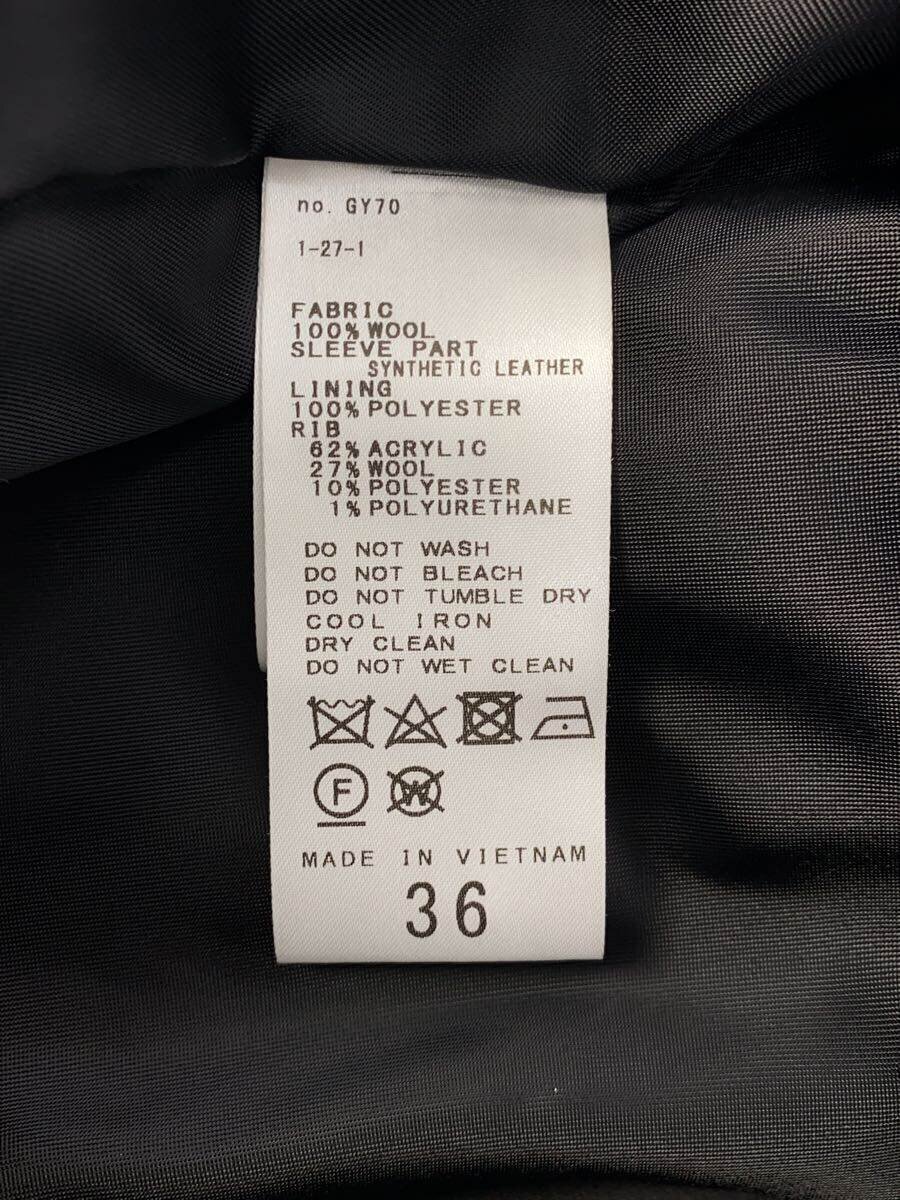 no. GY70
1-27-1
FABRIC
100% WOOL
SLEEVE PART
SYNTHETIC LEATHER
LINING
100% POLYESTER
RIB
62% ACRYLIC
27% WOOL
10% POLYESTER
1% POLYURETHANE
DO NOT WASH
DO NOT BLEACH
DO NOT TUMBLE DRY
COOL IRON
DRY CLEAN
DO NOT WET CLEAN
F W
MADE IN VIETNAM
36